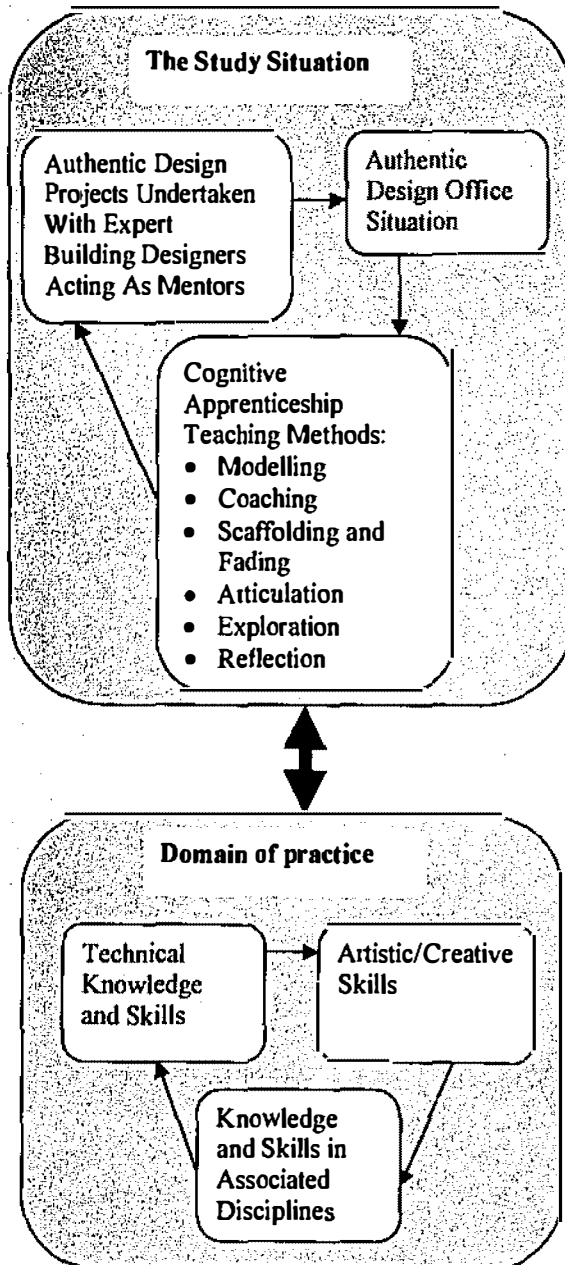 The Study Situation
Authentic Design
Projects Undertaken
With Expert
Building Designers
Acting As Mentors
Authentic
Design Office
Situation
Cognitive
Apprenticeship
Teaching Methods:
• Modelling
• Coaching
• Scaffolding and
Fading
• Articulation
• Exploration
• Reflection
Domain of practice
Technical
Knowledge
and Skills
Artistic/Creative
Skills
Knowledge
and Skills in
Associated
Disciplines